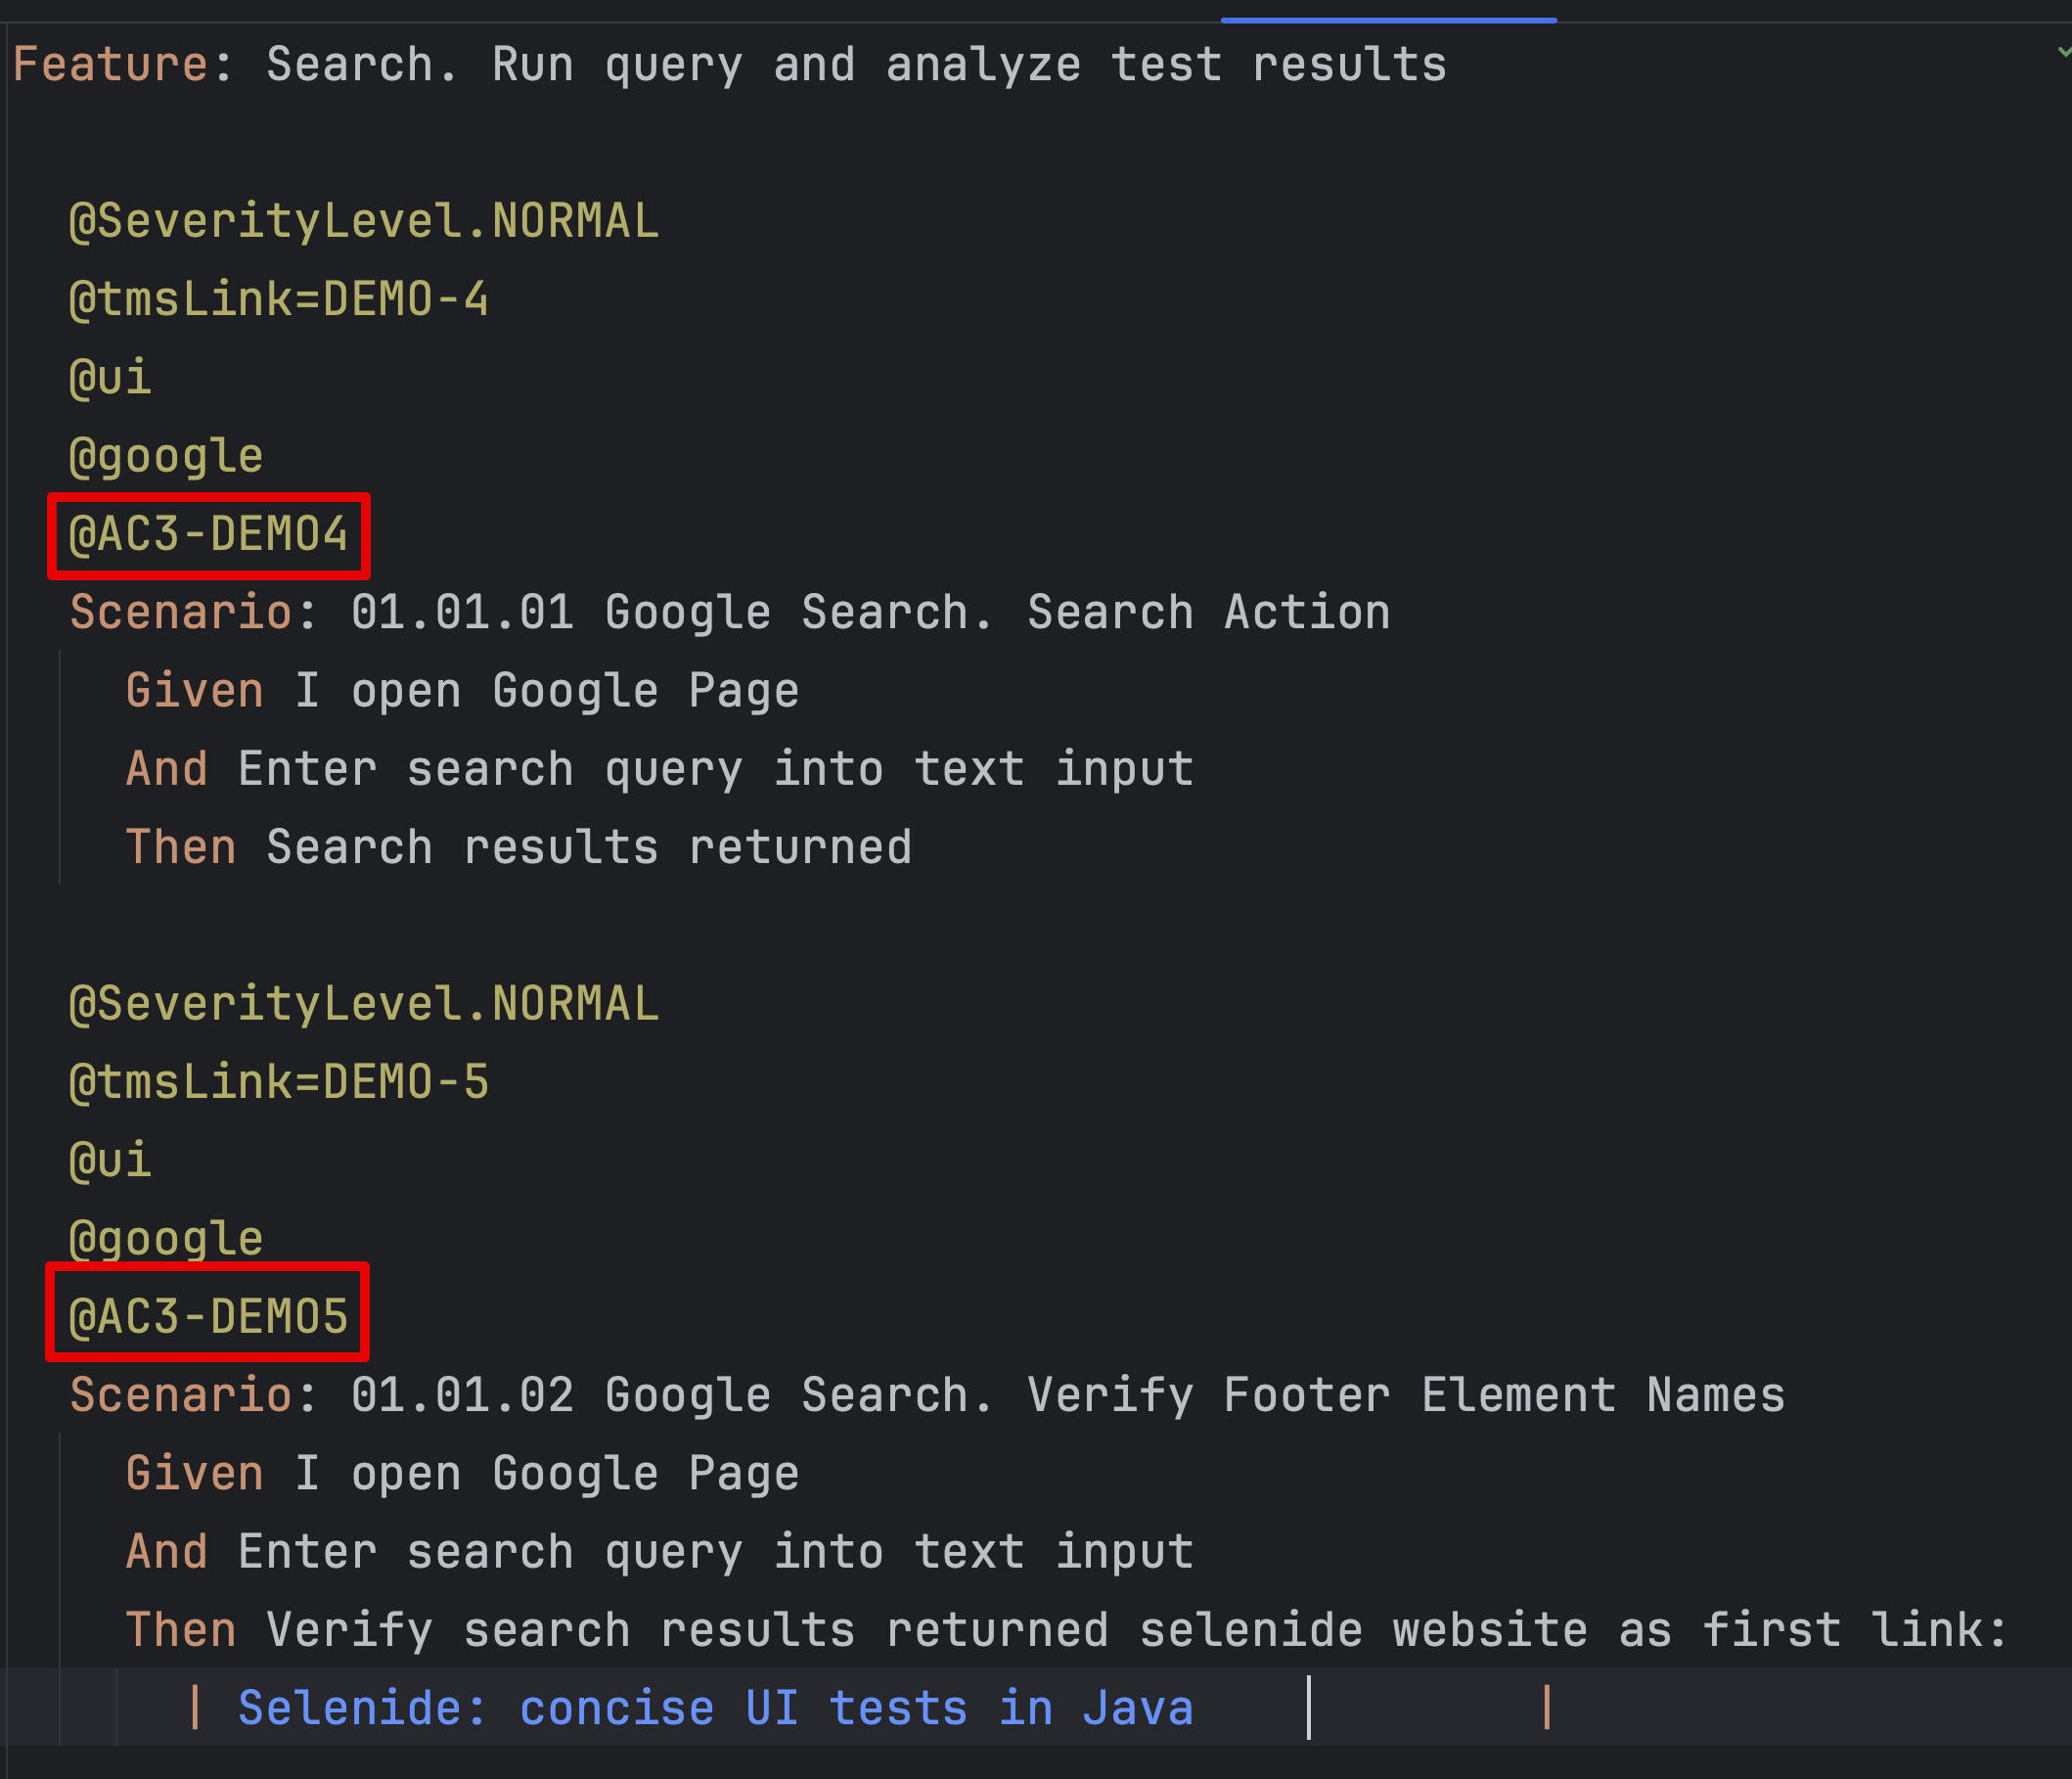 Feature: Search. Run query and analyze test results
@SeverityLevel.NORMAL
@tmsLink=DEMO-4
@ui
@google
@AC3-DEMO4
Scenario: 01.01.01 Google Search. Search Action
Given I open Google Page
And Enter search query into text input
Then Search results returned
@SeverityLevel.NORMAL
@tmsLink=DEMO-5
@ui
@google
@AC3-DEMO5
Scenario: 01.01.02 Google Search. Verify Footer Element Names
Given I open Google Page
And Enter search query into text input
Then Verify search results returned selenide website as first link:
| Selenide: concise UI tests in Java |